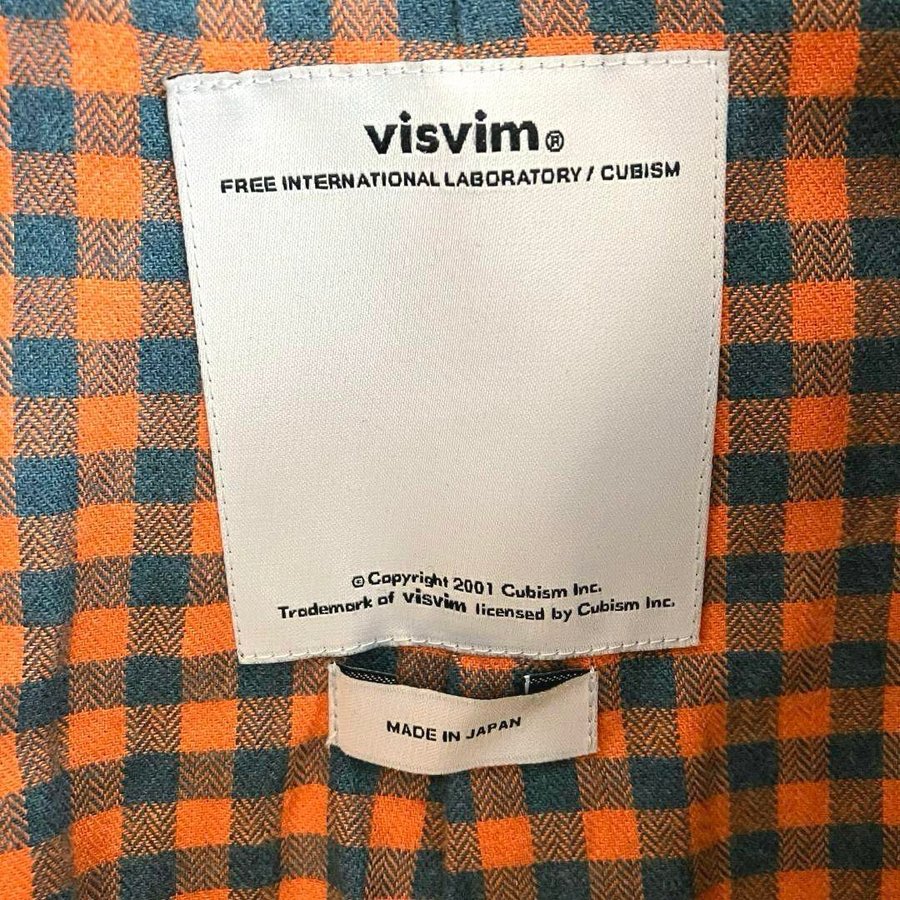 visvim®
FREE INTERNATIONAL LABORATORY / CUBISM
© Copyright 2001 Cubism Inc.
Trademark of visvim licensed by Cubism Inc.
MADE IN JAPAN